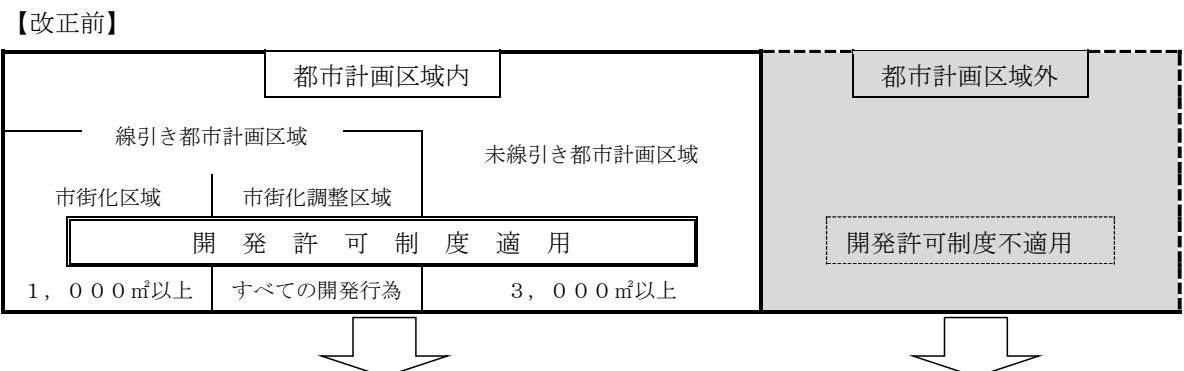 【改正前】
都市計画区域内
都市計画区域外
線引き都市計画区域
未線引き都市計画区域
市街化区域
市街化調整区域
開発許可制度適用
開発許可制度不適用
１，０００㎡以上
すべての開発行為
３，０００㎡以上